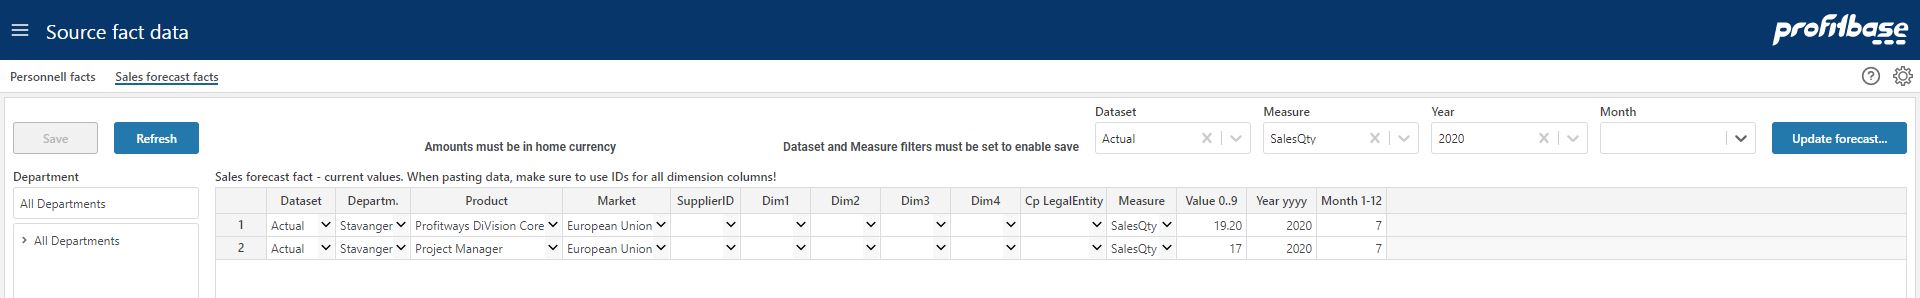 Source fact data
profitbase
Personnell facts Sales forecast facts
Dataset Measure Year Month
Save Refresh Amounts must be in home currency Dataset and Measure filters must be set to enable save Actual SalesQty 2020 Update forecast...
Department
Sales forecast fact - current values. When pasting data, make sure to use IDs for all dimension columns!
All Departments
All Departments
Dataset Departm. Product Market SupplierID Dim1 Dim2 Dim3 Dim4 Cp LegalEntity Measure Value 0..9 Year yyyy Month 1-12
1 Actual Stavanger Profitways DiVision Core European Union SalesQty 19.20 2020 7
2 Actual Stavanger Project Manager European Union SalesQty 17 2020 7